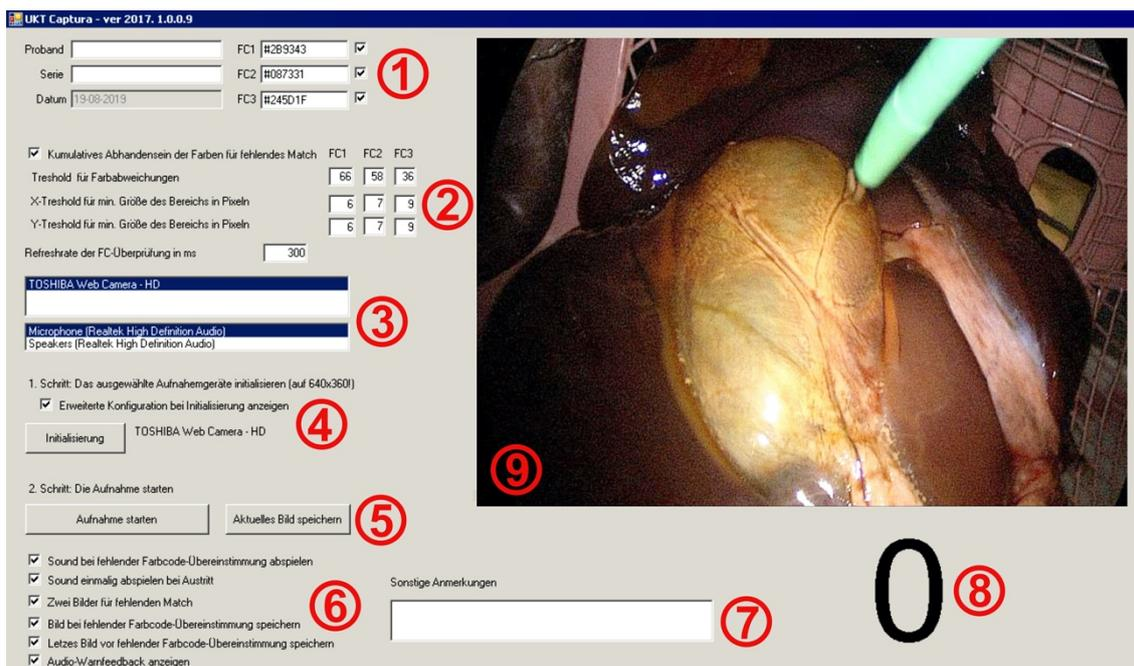 UKT Captura - ver 2017. 1.0.0.9
Proband
FC1 #2B9343
1
Serie
FC2 #087331
Datum 19-08-2019
FC3 #245D1F
Kumulatives Abhandensein der Farben für fehlendes Match FC1 FC2 FC3
Treshold für Farbabweichungen 66 58 36
2
X-Treshold für min. Größe des Bereichs in Pixeln 6 7 9
Y-Treshold für min. Größe des Bereichs in Pixeln 6 7 9
Refreshrate der FC-Überprüfung in ms 300
TOSHIBA Web Camera - HD
3
Microphone (Realtek High Definition Audio)
Speakers (Realtek High Definition Audio)
1. Schritt: Das ausgewählte Aufnahemgeräte initialisieren (auf 640x360!)
Erweiterte Konfiguration bei Initialisierung anzeigen
4
Initialisierung TOSHIBA Web Camera - HD
9
2. Schritt: Die Aufnahme starten
Aufnahme starten Aktuelles Bild speichern
5
Sound bei fehlender Farbcode-Übereinstimmung abspielen
Sound einmalig abspielen bei Austritt
Zwei Bilder für fehlenden Match
6
Bild bei fehlender Farbcode-Übereinstimmung speichern
Letzes Bild vor fehlender Farbcode-Übereinstimmung speichern
Audio-Warnfeedback anzeigen
Sonstige Anmerkungen
7
0
8